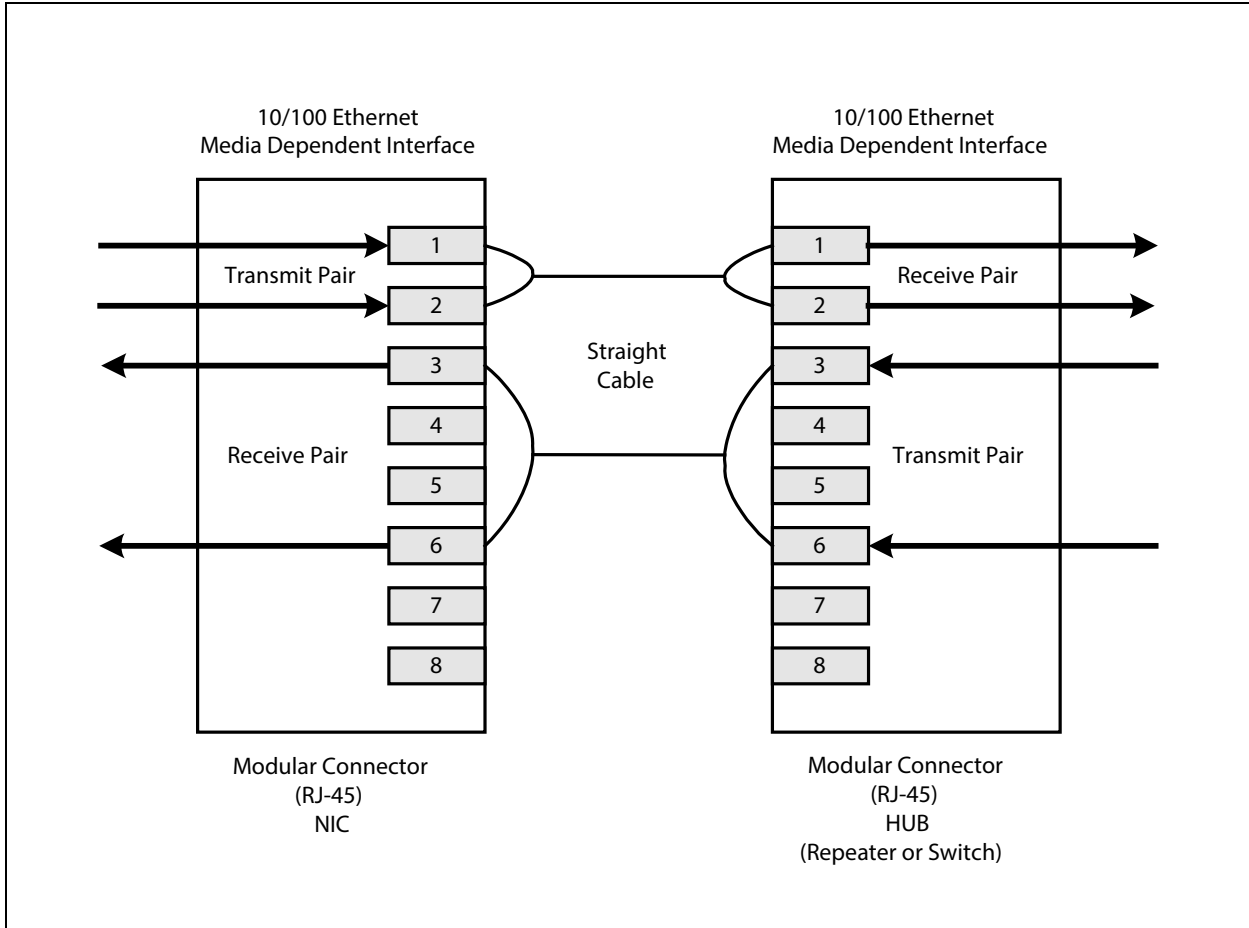 10/100 Ethernet
Media Dependent Interface
1
Transmit Pair
2
3
4
Receive Pair
5
6
7
8
Modular Connector
(RJ-45)
NIC
Straight
Cable
10/100 Ethernet
Media Dependent Interface
1
Receive Pair
2
3
4
Transmit Pair
5
6
7
8
Modular Connector
(RJ-45)
HUB
(Repeater or Switch)